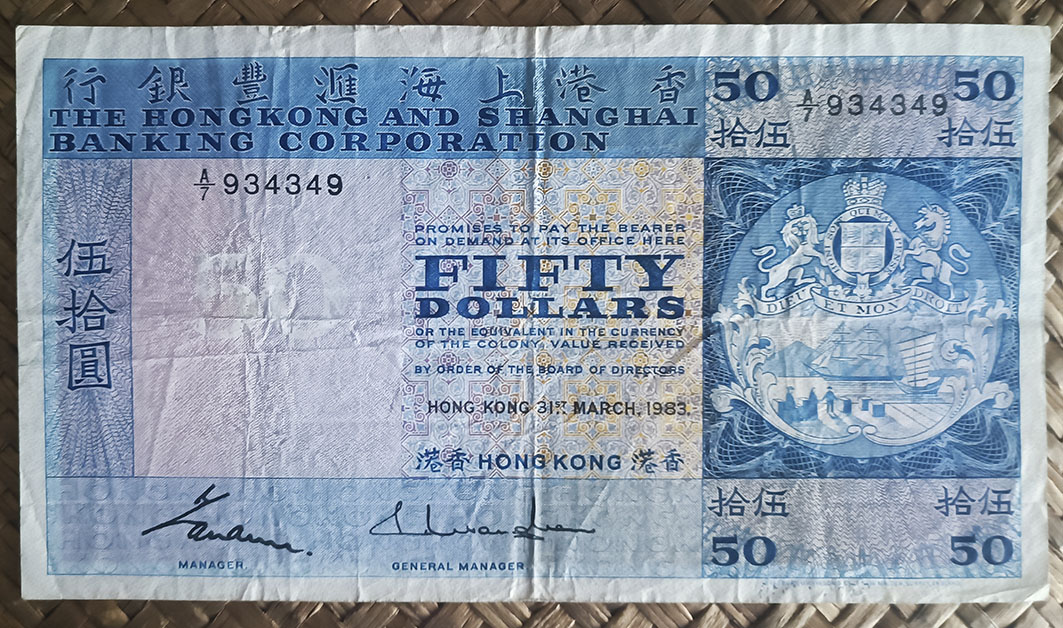 行銀豐滙海上港香
THE HONGKONG AND SHANGHAI
BANKING CORPORATION
50 50
A/7 934349
拾伍 拾伍
A/7 934349
伍拾圓
PROMISES TO PAY THE BEARER
ON DEMAND AT ITS OFFICE HERE
FIFTY
DOLLARS
OR THE EQUIVALENT IN THE CURRENCY
OF THE COLONY, VALUE RECEIVED
BY ORDER OF THE BOARD OF DIRECTORS
HONG KONG 31ST MARCH, 1983.
港香 HONG KONG 港香
DIEU ET MON DROIT
MANAGER.
GENERAL MANAGER
拾伍 拾伍
50 50